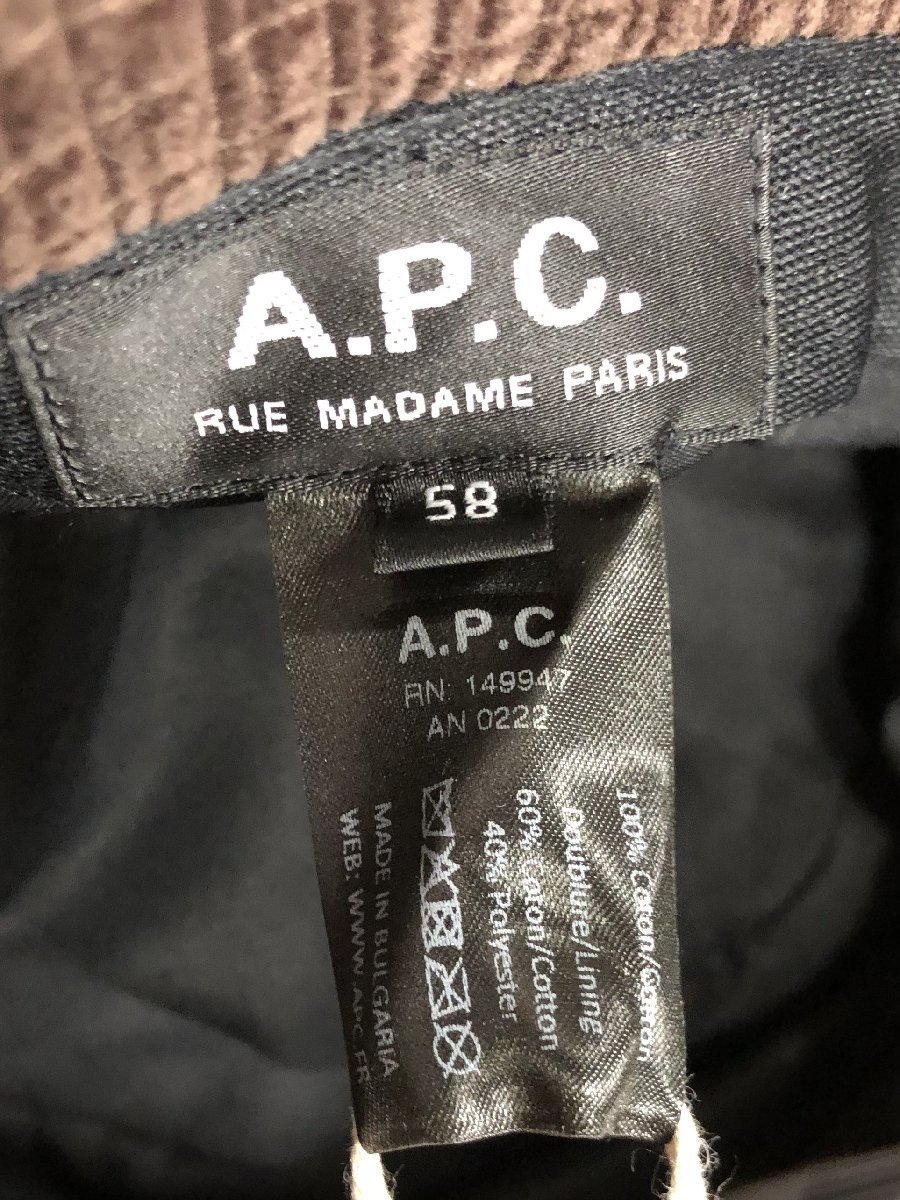 A.P.C.
RUE MADAME PARIS
58
A.P.C.
RN: 149947
AN 0222
100% Coton/Cotton
Doublure/Lining
60% Coton/Cotton
40% Polyester
MADE IN BULGARIA
WEB: WWW.APC.FR